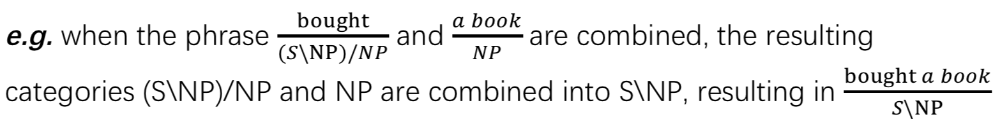 e.g. when the phrase $\frac{\text{bought}}{(S\backslash\text{NP})/NP}$ and $\frac{a\ book}{NP}$ are combined, the resulting
categories (S\NP)/NP and NP are combined into S\NP, resulting in $\frac{\text{bought}\ a\ book}{S\backslash\text{NP}}$